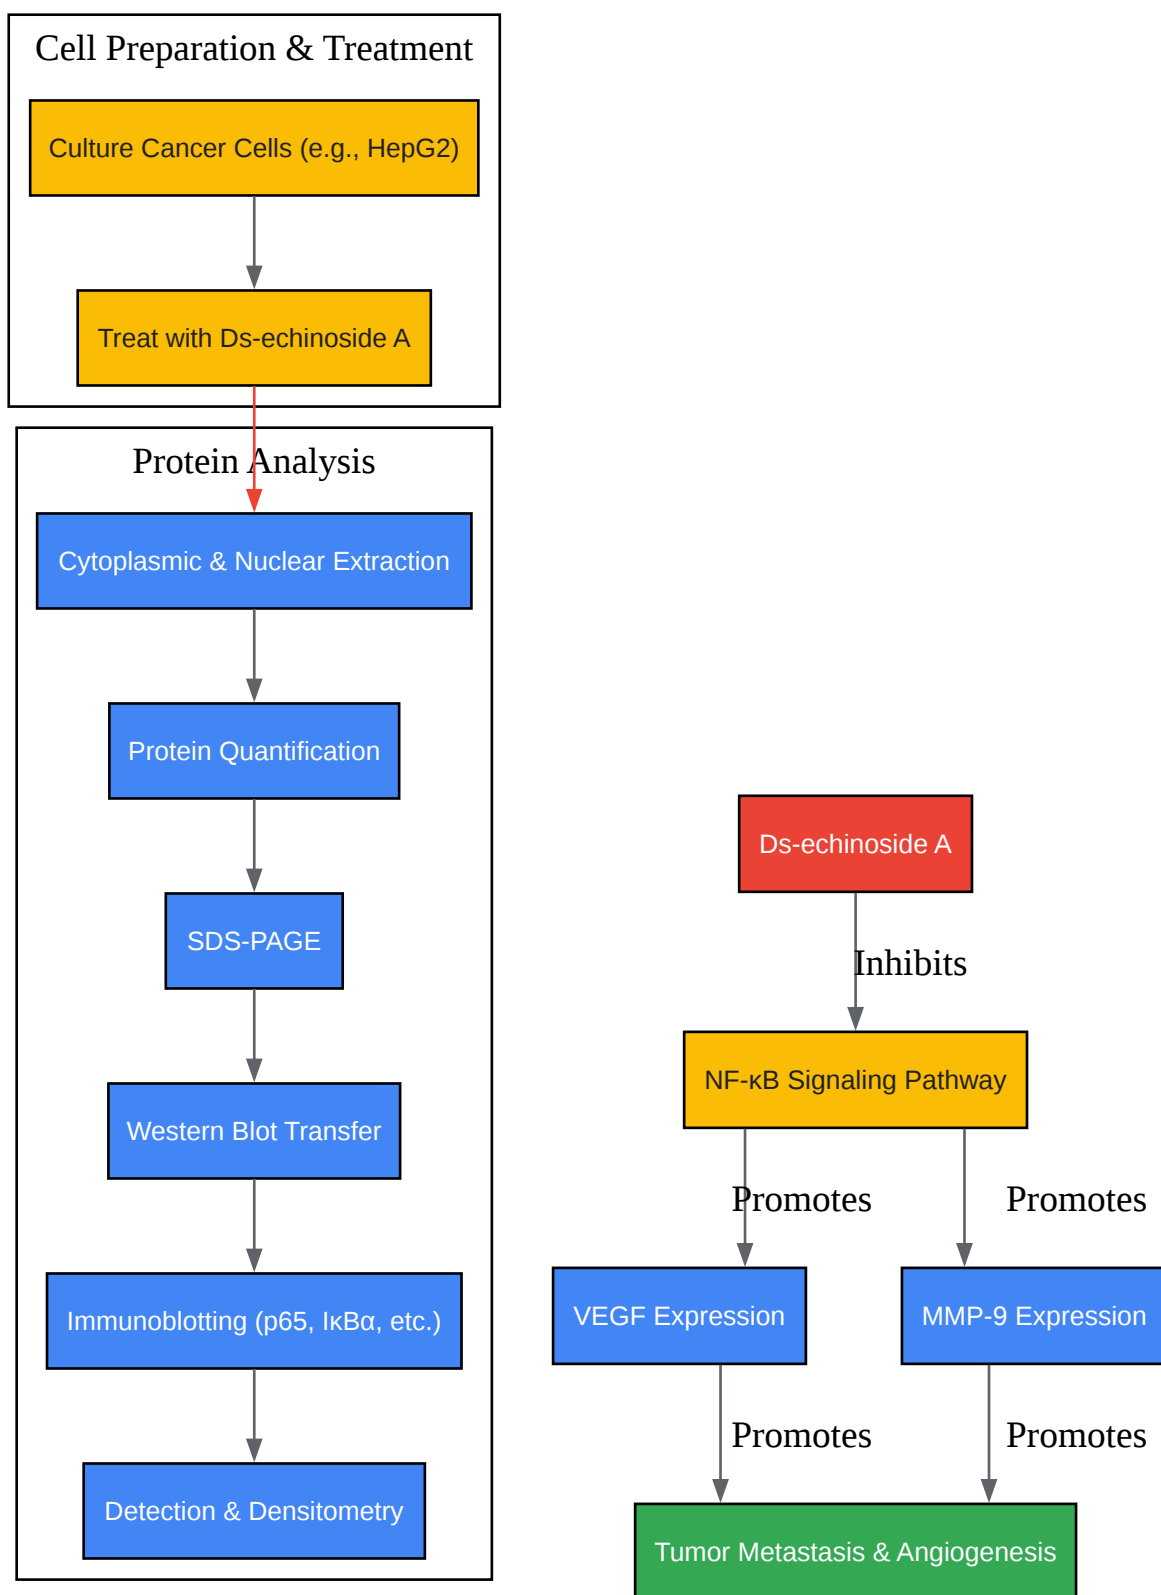 Cell Preparation & Treatment
Culture Cancer Cells (e.g., HepG2)
Treat with Ds-echinoside A
Protein Analysis
Cytoplasmic & Nuclear Extraction
Protein Quantification
SDS-PAGE
Western Blot Transfer
Immunoblotting (p65, IκBα, etc.)
Detection & Densitometry
Ds-echinoside A
Inhibits
NF-κB Signaling Pathway
Promotes
Promotes
VEGF Expression
MMP-9 Expression
Promotes
Promotes
Tumor Metastasis & Angiogenesis